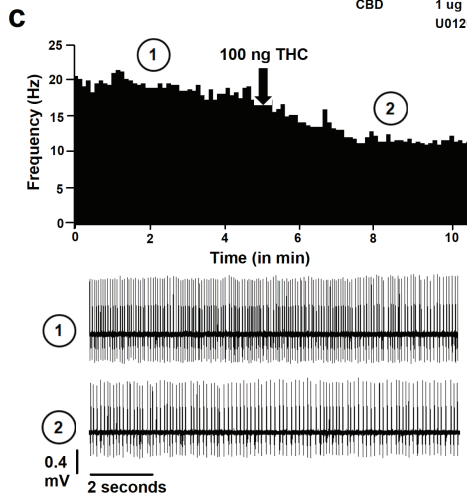 CBD 1 ug
U012
C
1
100 ng THC
2
Frequency (Hz)
25
20
15
10
5
0
0 2 4 6 8 10
Time (in min)
1
2
0.4
mV
2 seconds